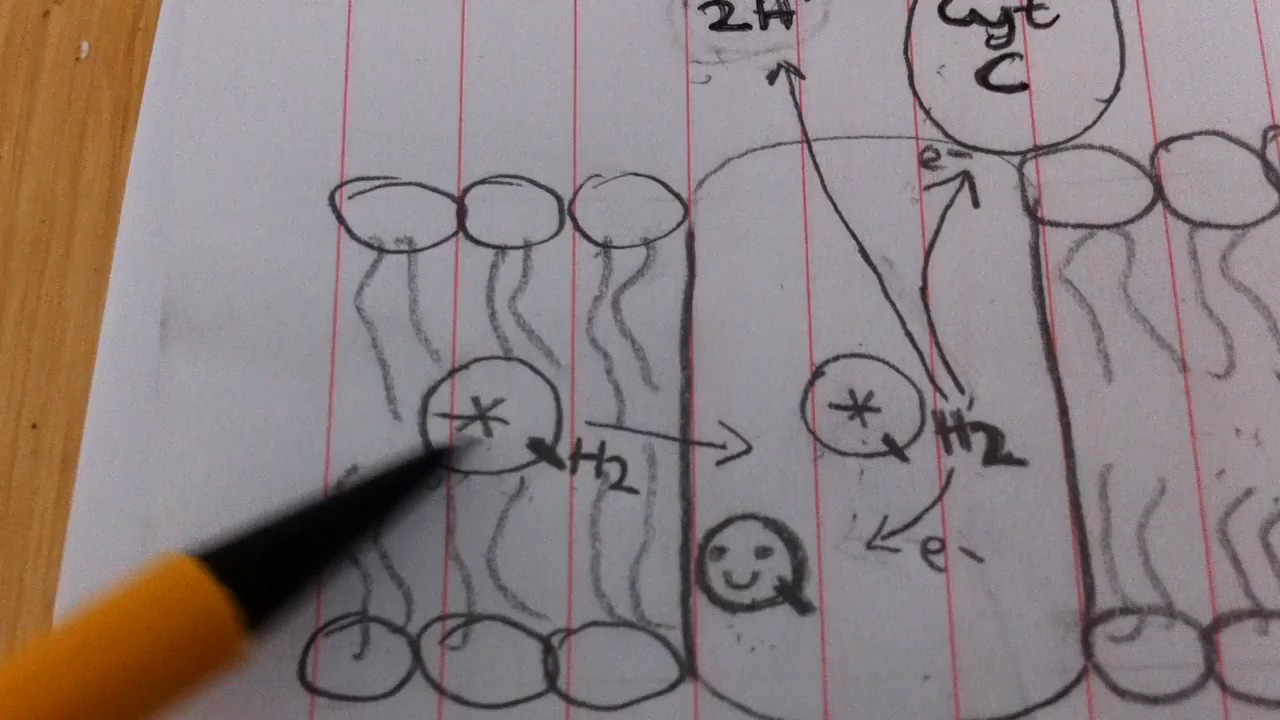 2H+
Cyt
C
e-
*Q H2
*Q H2
e-
Q